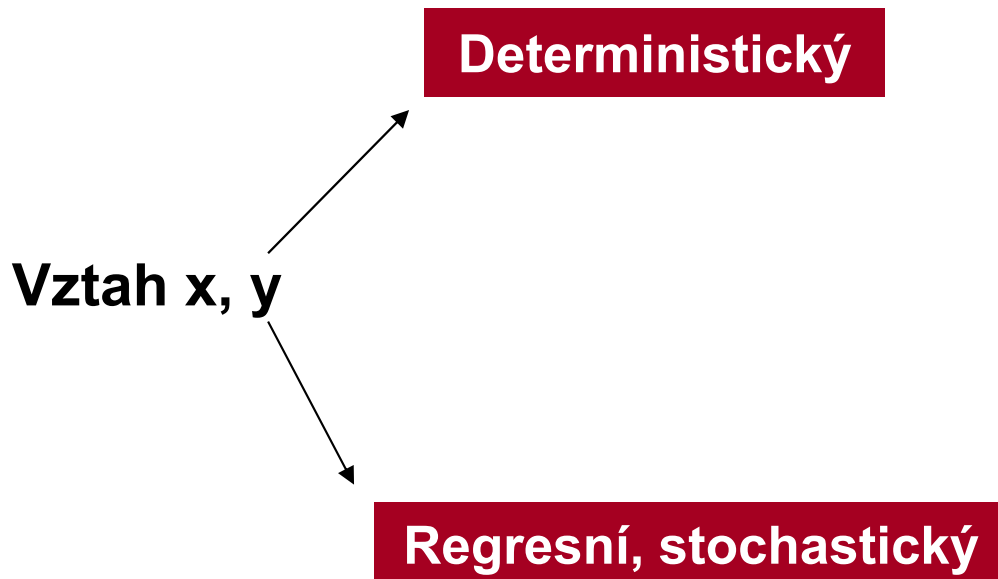 Deterministický
Vztah x, y
Regresní, stochastický